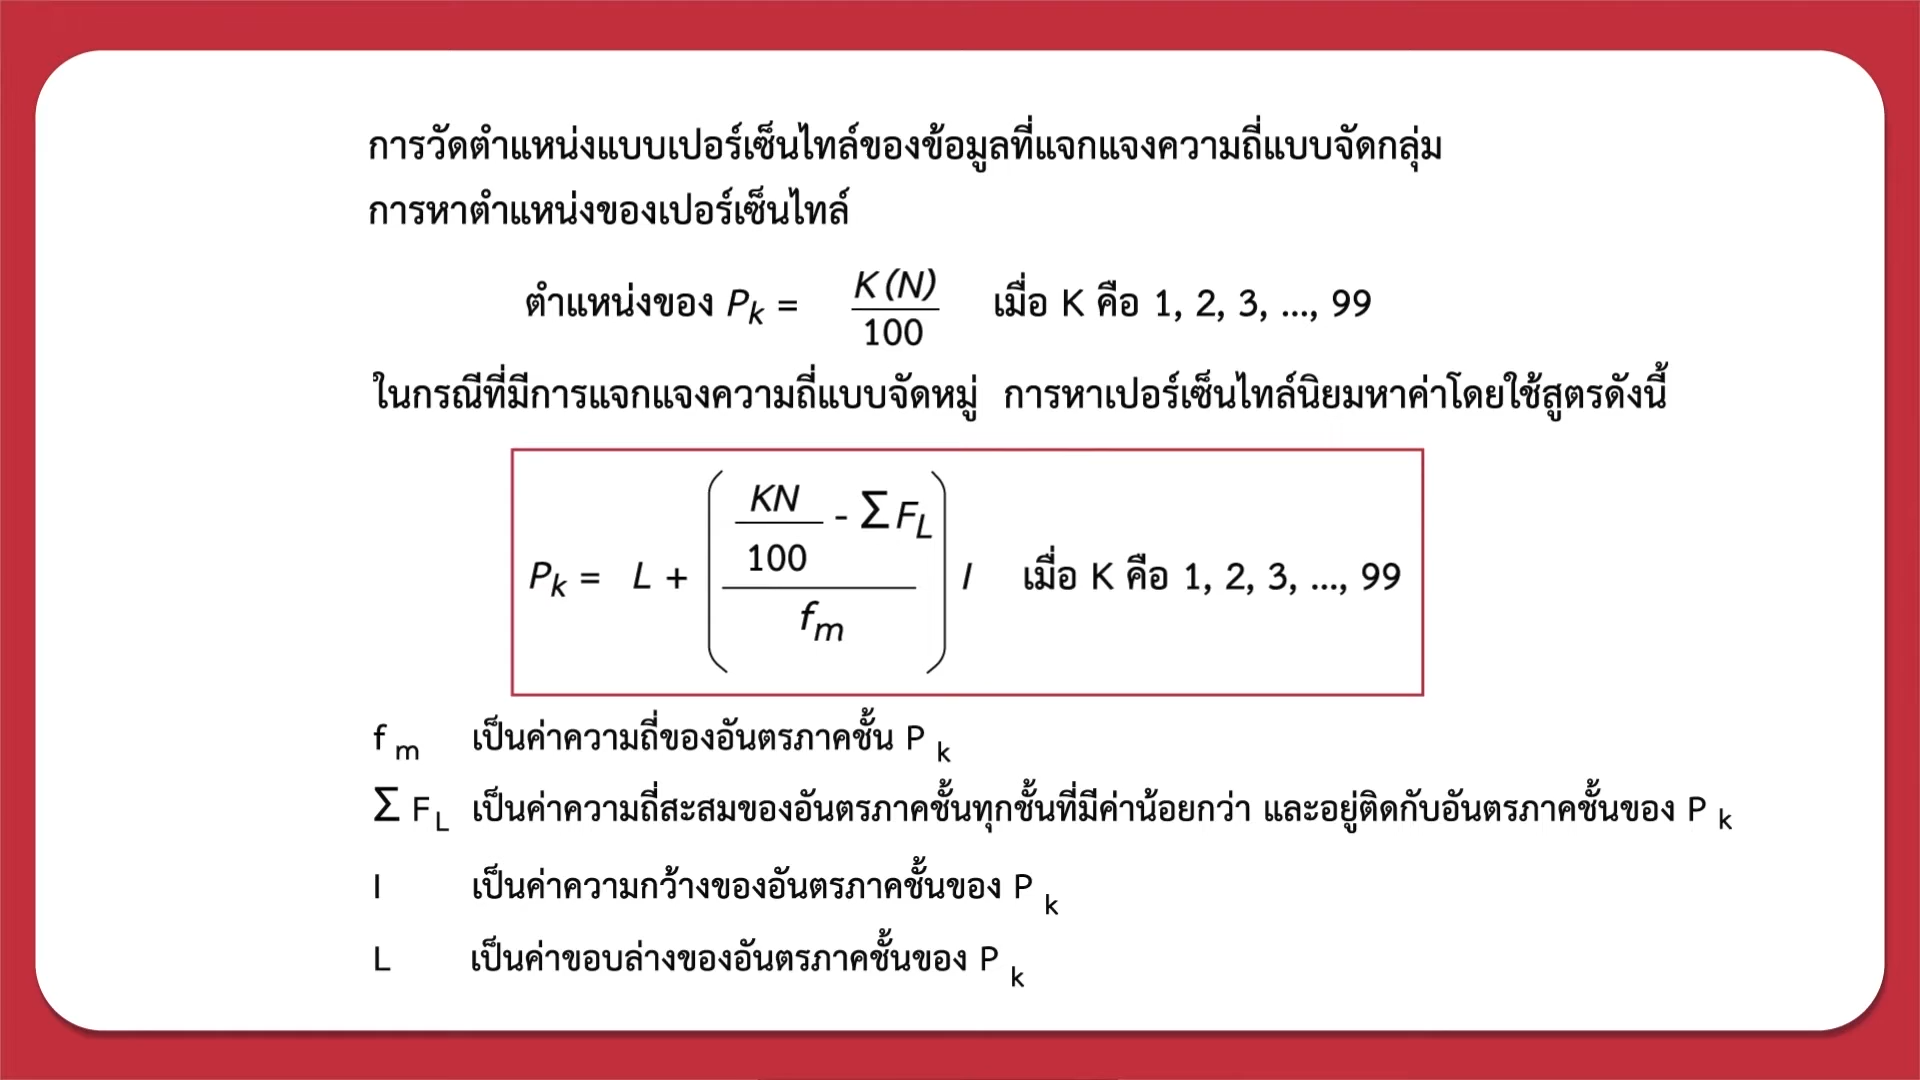 การวัดตำแหน่งแบบเปอร์เซ็นไทล์ของข้อมูลที่แจกแจงความถี่แบบจัดกลุ่ม
การหาตำแหน่งของเปอร์เซ็นไทล์
ตำแหน่งของ P_k = K(N)/100 เมื่อ K คือ 1, 2, 3, ..., 99
ในกรณีที่มีการแจกแจงความถี่แบบจัดหมู่ การหาเปอร์เซ็นไทล์นิยมหาค่าโดยใช้สูตรดังนี้
P_k = L + ((KN/100 - ΣF_L)/f_m) I เมื่อ K คือ 1, 2, 3, ..., 99
f_m เป็นค่าความถี่ของอันตรภาคชั้น P_k
ΣF_L เป็นค่าความถี่สะสมของอันตรภาคชั้นทุกชั้นที่มีค่าน้อยกว่า และอยู่ติดกับอันตรภาคชั้นของ P_k
I เป็นค่าความกว้างของอันตรภาคชั้นของ P_k
L เป็นค่าขอบล่างของอันตรภาคชั้นของ P_k